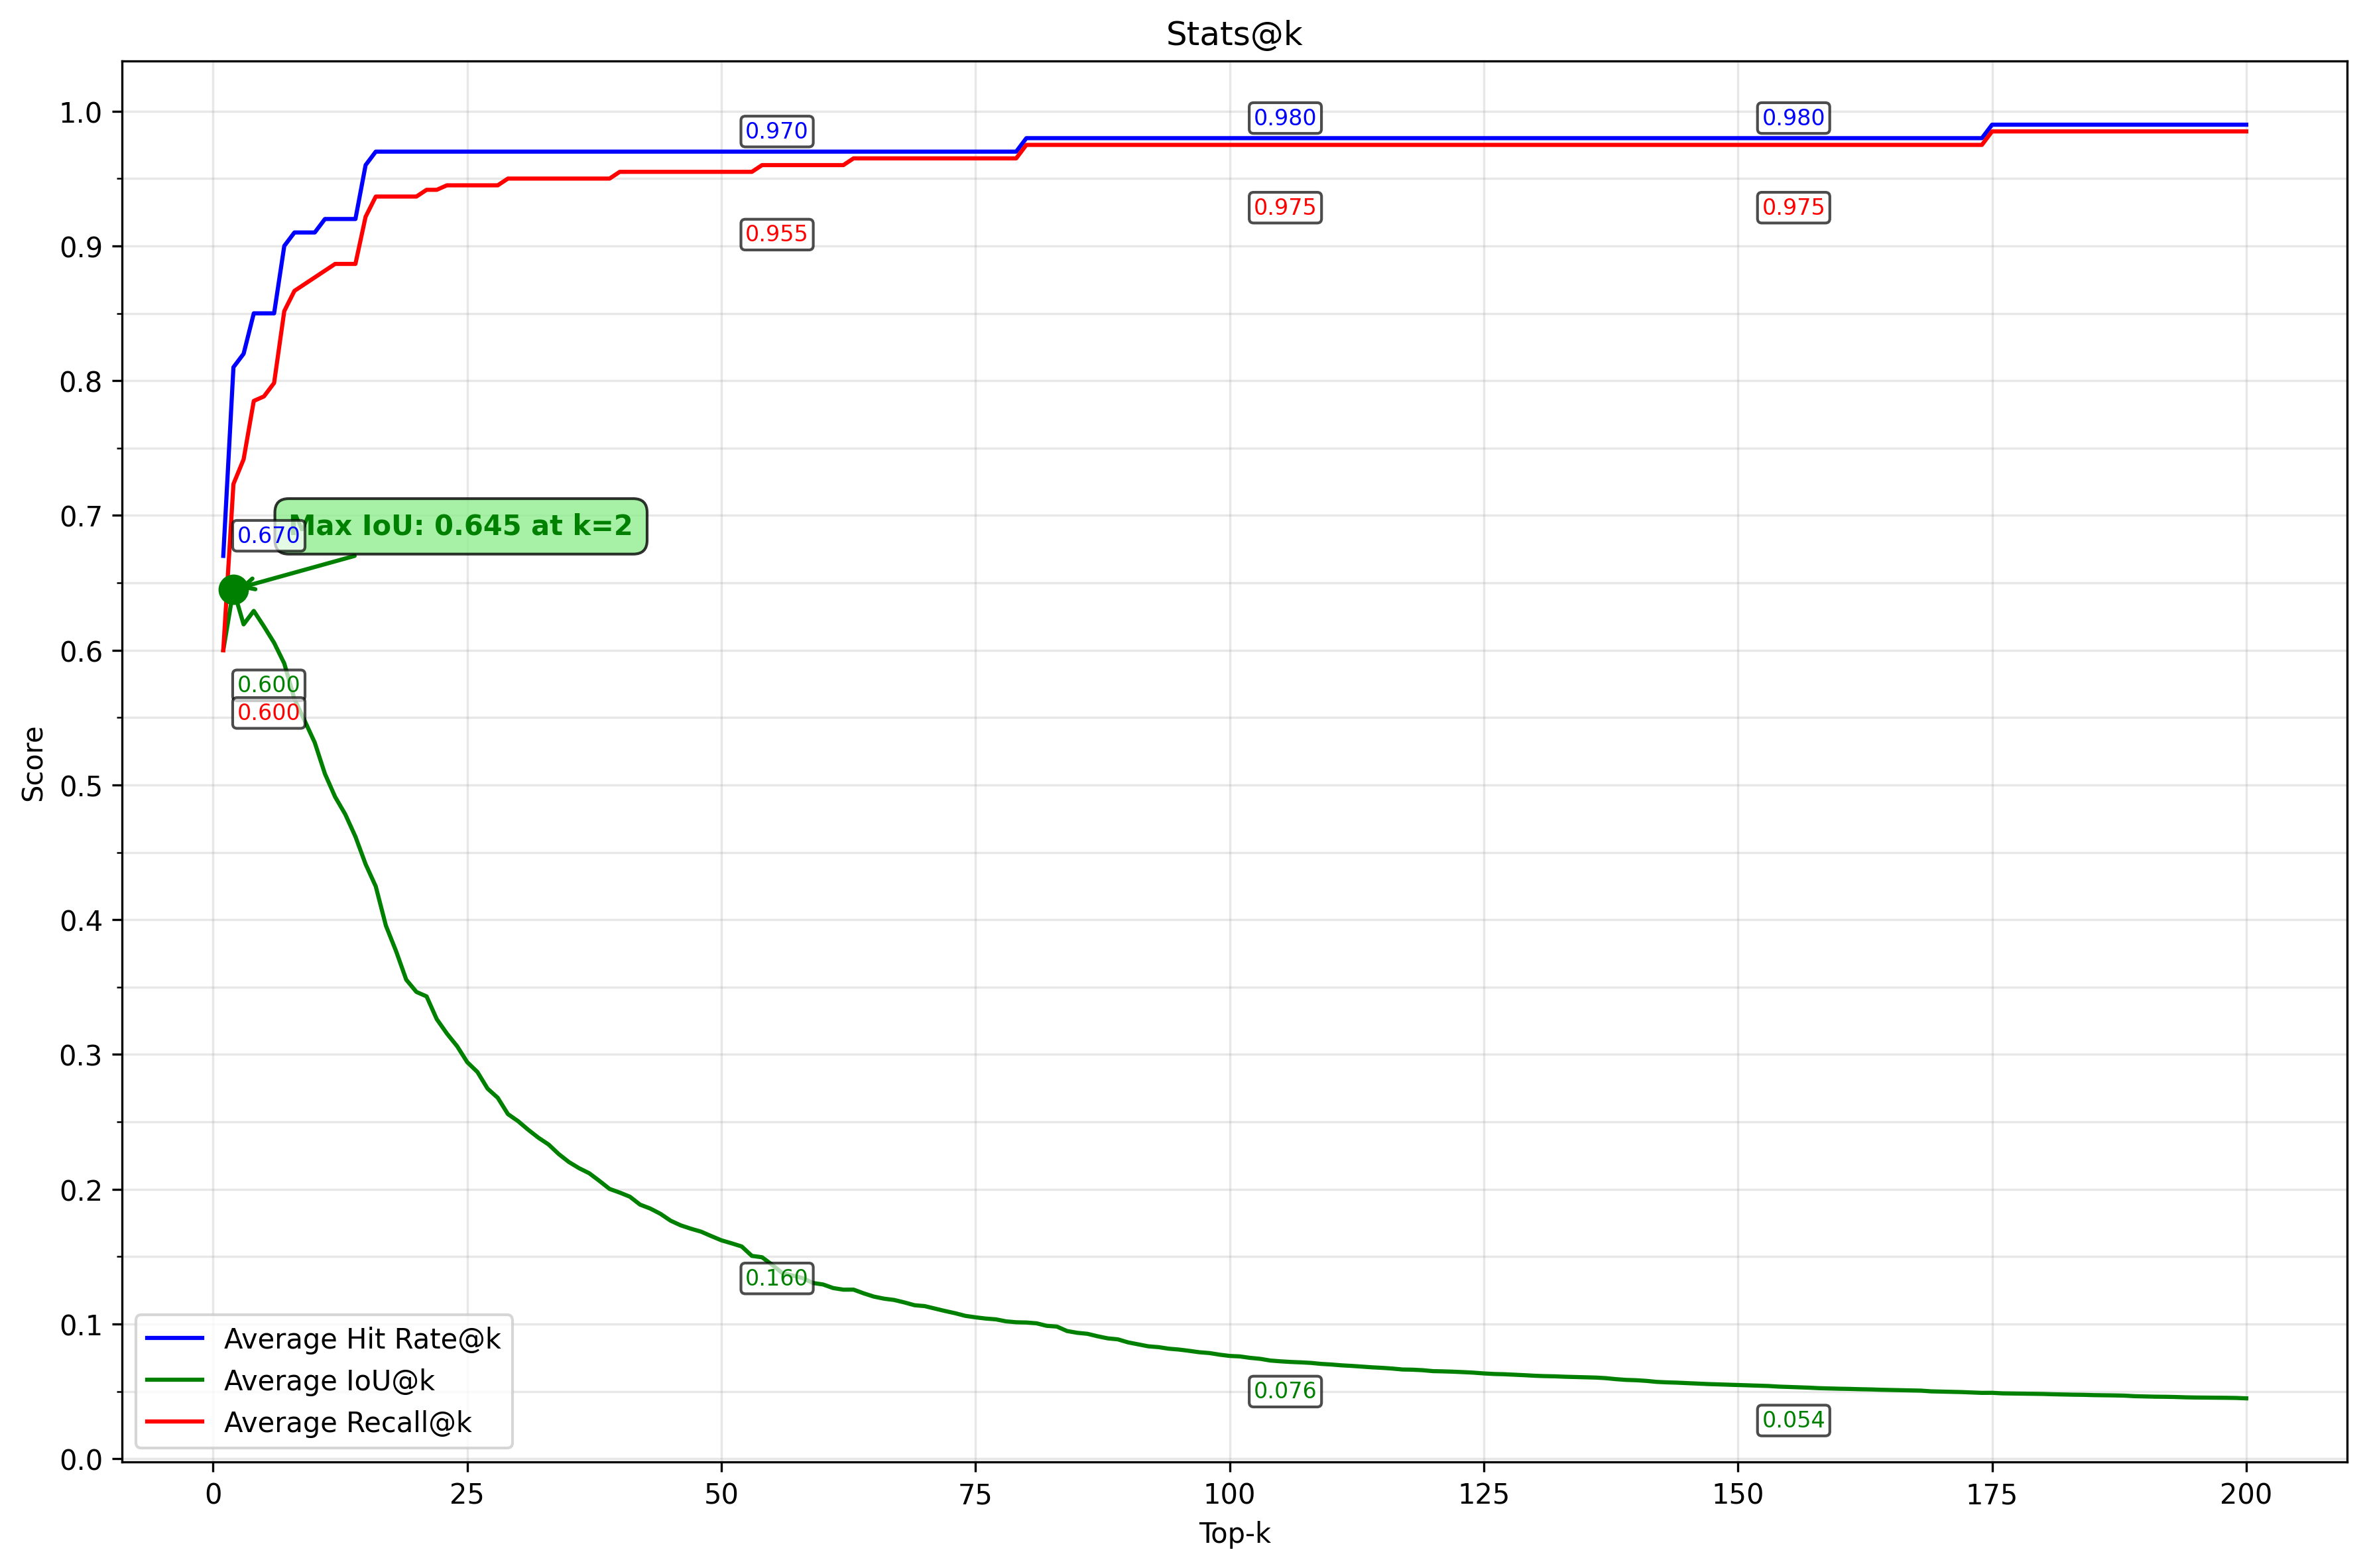 Stats@k
1.0
0.9
0.8
0.7
0.6
0.5
0.4
0.3
0.2
0.1
0.0
Score
0.970
0.980
0.980
0.955
0.975
0.975
0.670
Max IoU: 0.645 at k=2
0.600
0.600
0.160
0.076
0.054
Average Hit Rate@k
Average IoU@k
Average Recall@k
0 25 50 75 100 125 150 175 200
Top-k